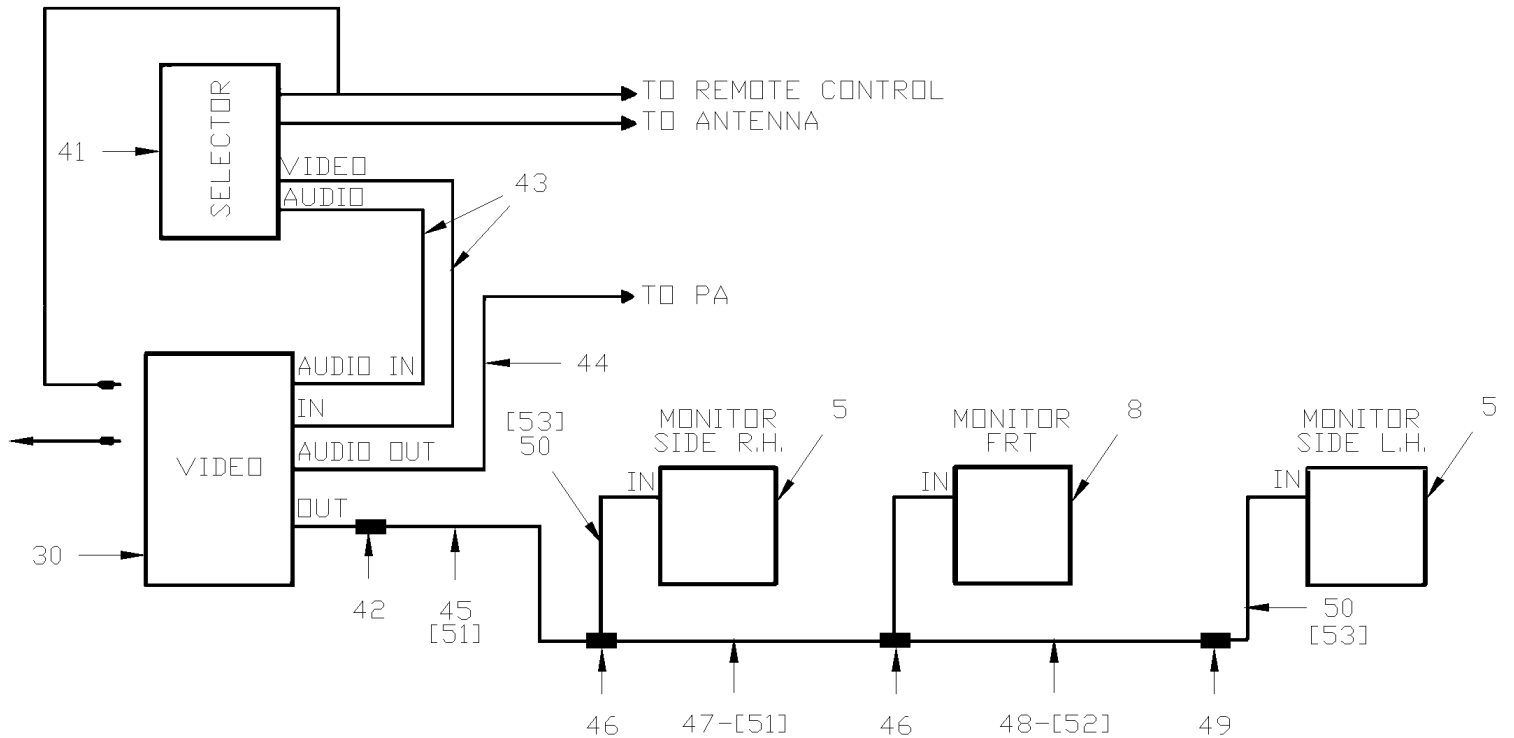 TO REMOTE CONTROL
TO ANTENNA
SELECTOR
41
VIDEO
AUDIO
43
TO PA
44
AUDIO IN
IN
AUDIO OUT
OUT
VIDEO
30
42
45
[51]
[53]
50
MONITOR
SIDE R.H.
5
IN
MONITOR
FRT
8
IN
MONITOR
SIDE L.H.
5
IN
50
[53]
46
47-[51]
46
48-[52]
49